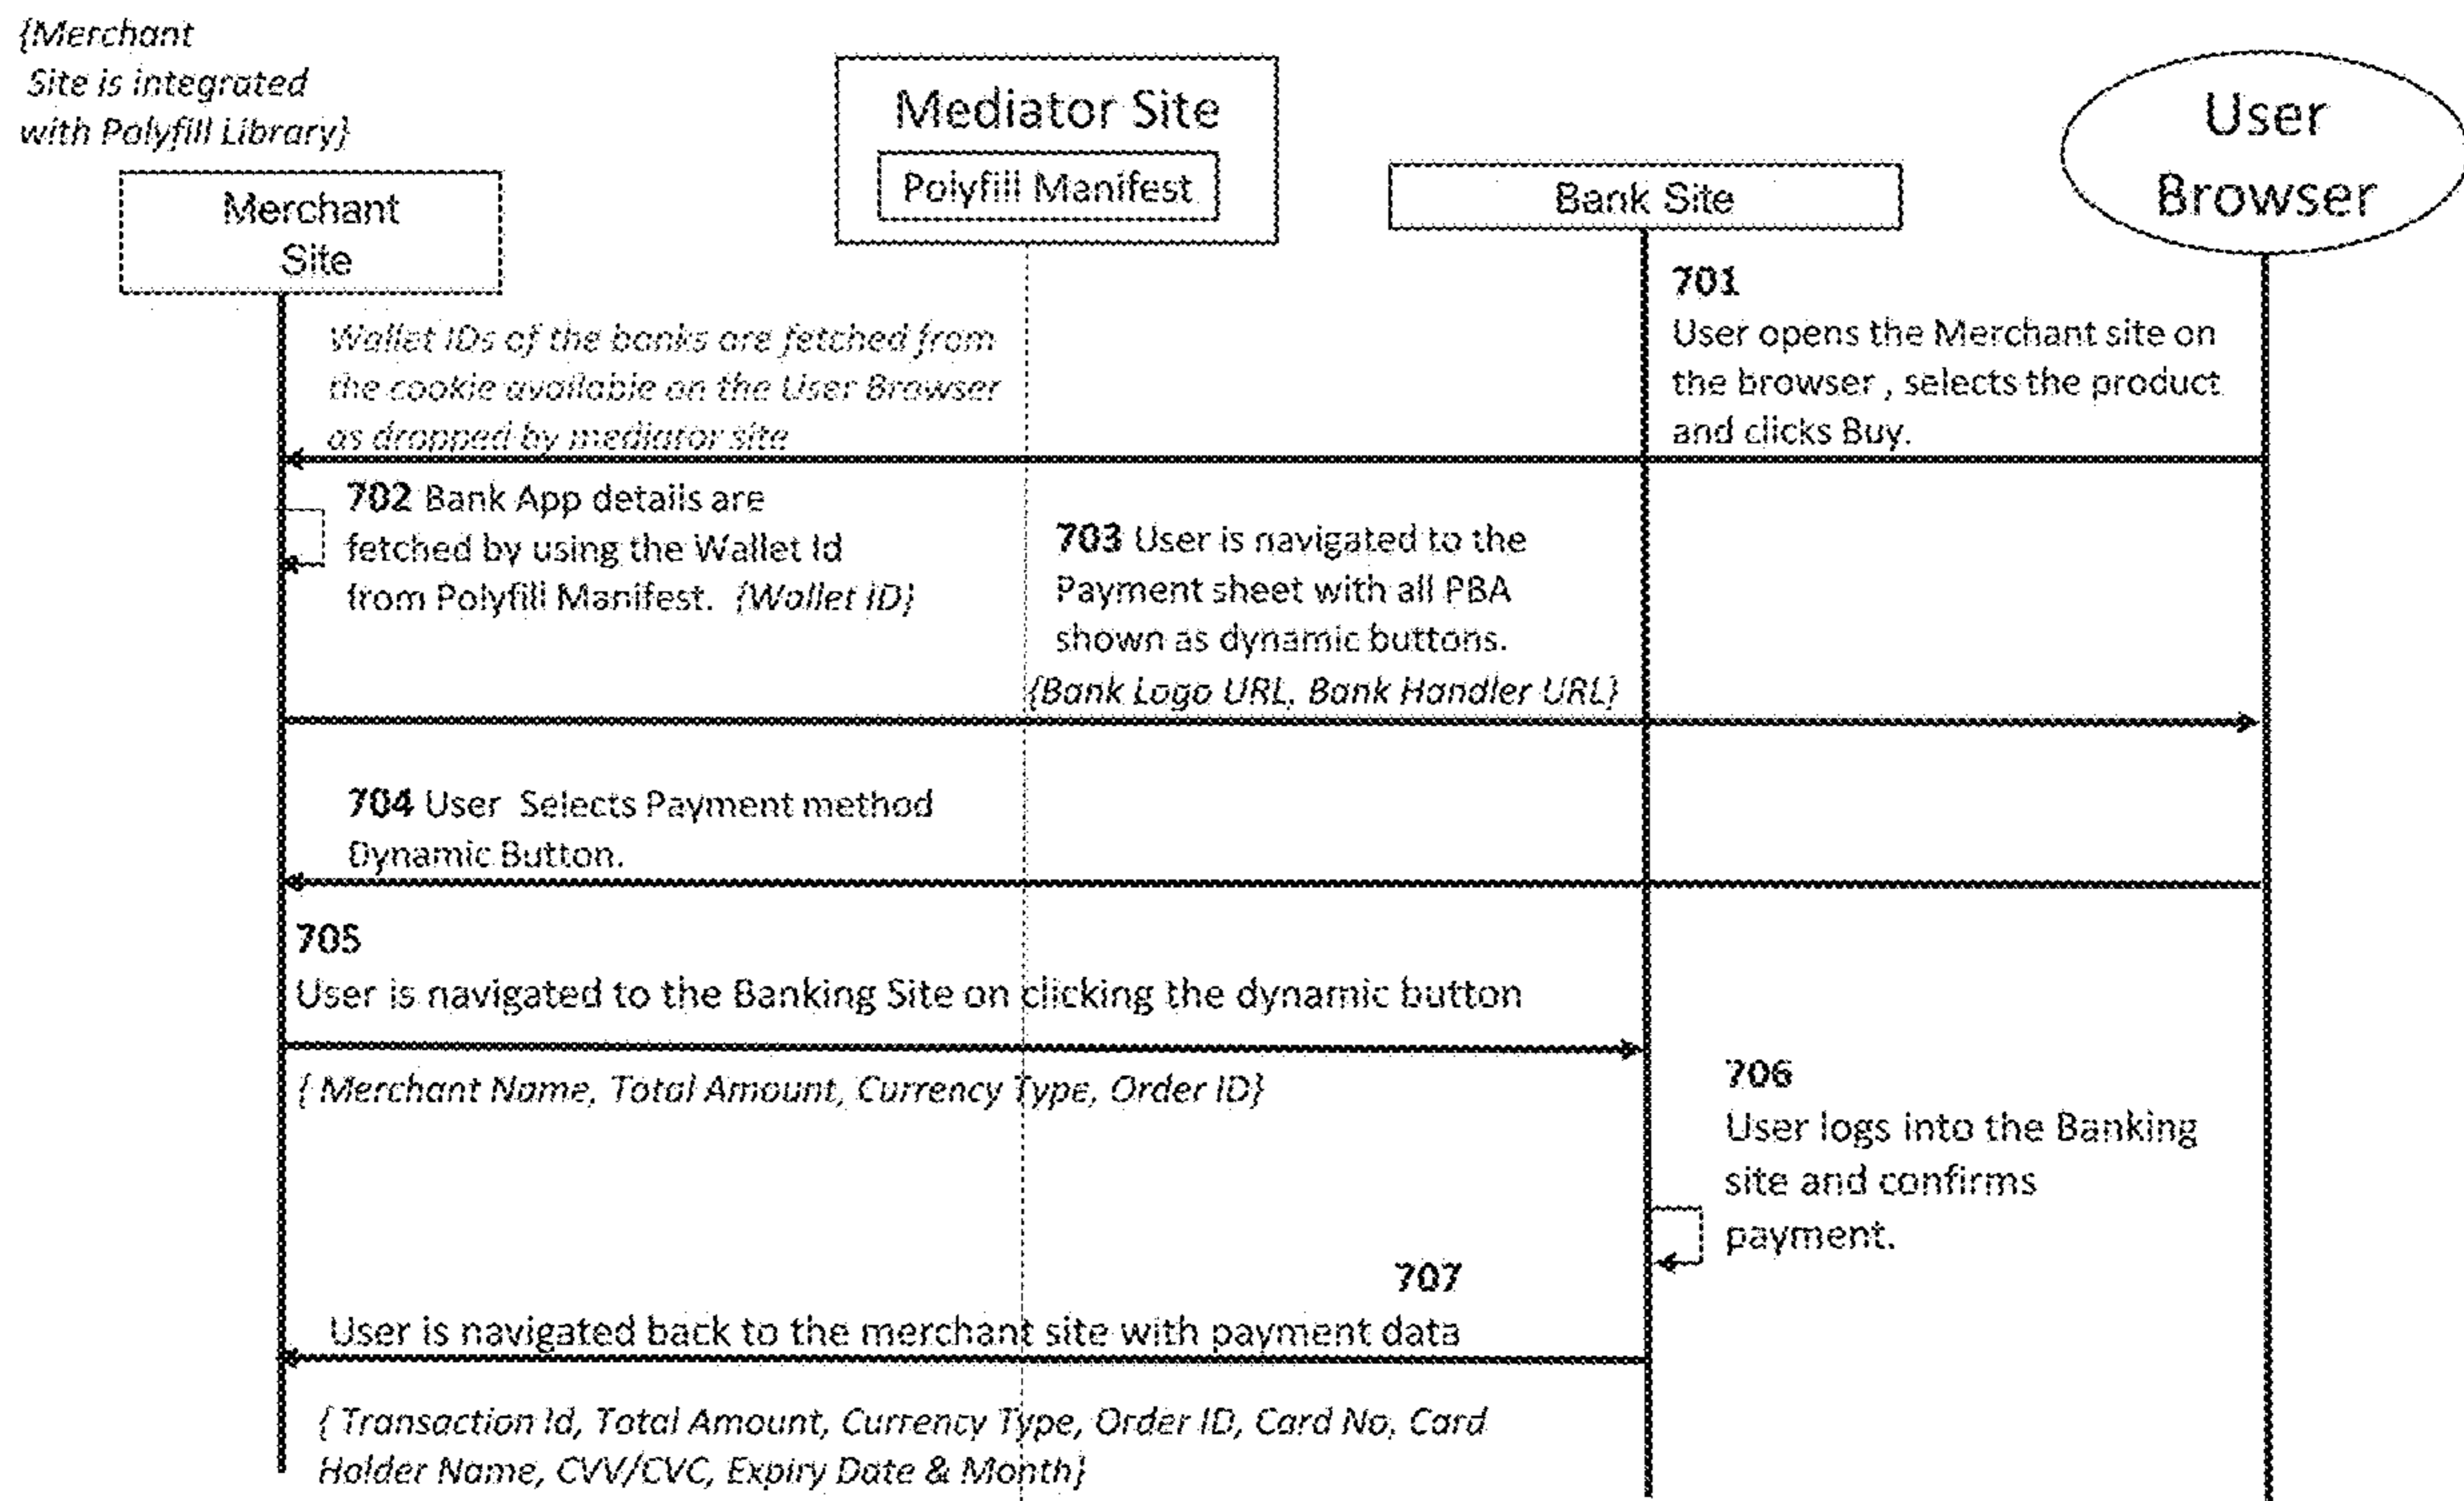 {Merchant
Site is integrated
with Polyfill Library}
Merchant
Site
Mediator Site
Polyfill Manifest
Bank Site
User
Browser
701
User opens the Merchant site on
the browser , selects the product
and clicks Buy.
Wallet IDs of the banks are fetched from
the cookie available on the User Browser
as dropped by mediator site
702 Bank App details are
fetched by using the Wallet Id
from Polyfill Manifest. {Wallet ID}
703 User is navigated to the
Payment sheet with all PBA
shown as dynamic buttons.
{Bank Logo URL, Bank Handler URL}
704 User Selects Payment method
Dynamic Button.
705
User is navigated to the Banking Site on clicking the dynamic button
{ Merchant Name, Total Amount, Currency Type, Order ID}
706
User logs into the Banking
site and confirms
payment.
707
User is navigated back to the merchant site with payment data
{ Transaction Id, Total Amount, Currency Type, Order ID, Card No, Card
Holder Name, CVV/CVC, Expiry Date & Month}